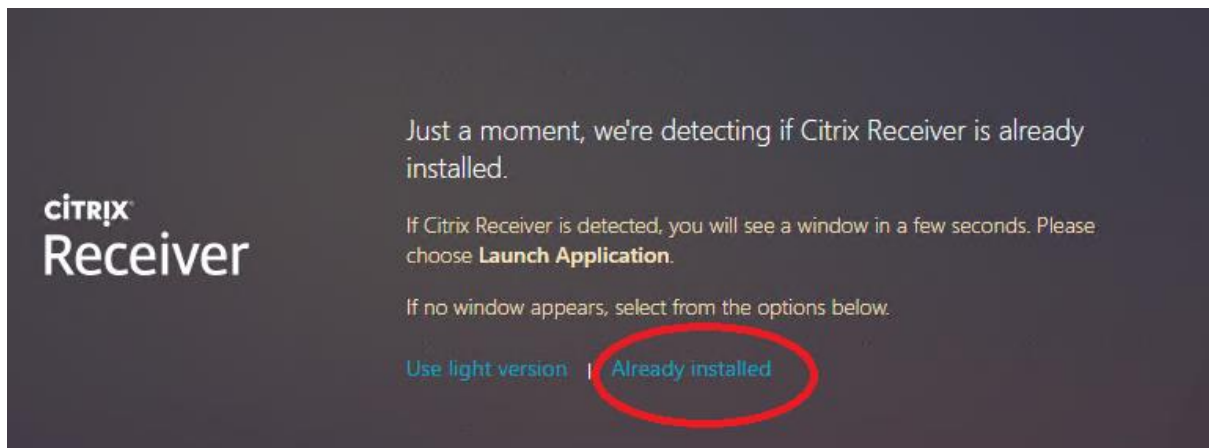 Just a moment, we're detecting if Citrix Receiver is already
installed.
CİTRIX
Receiver
If Citrix Receiver is detected, you will see a window in a few seconds. Please
choose Launch Application.
If no window appears, select from the options below.
Use light version | Already installed